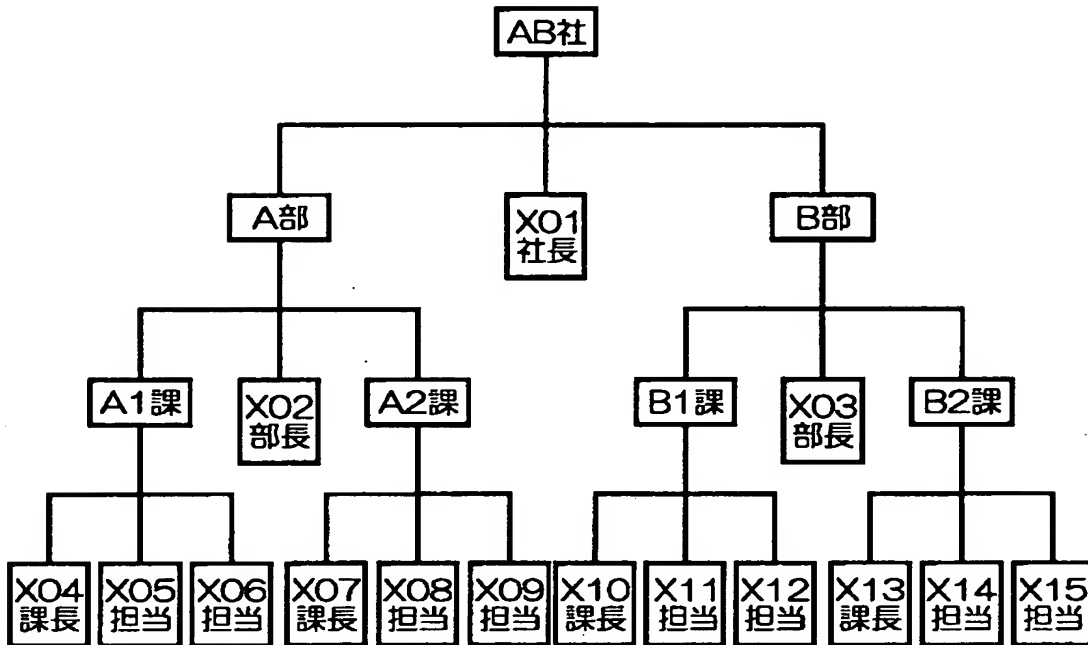 AB社
A部
X01
社長
B部
A1課
X02
部長
A2課
B1課
X03
部長
B2課
X04
課長
X05
担当
X06
担当
X07
課長
X08
担当
X09
担当
X10
課長
X11
担当
X12
担当
X13
課長
X14
担当
X15
担当